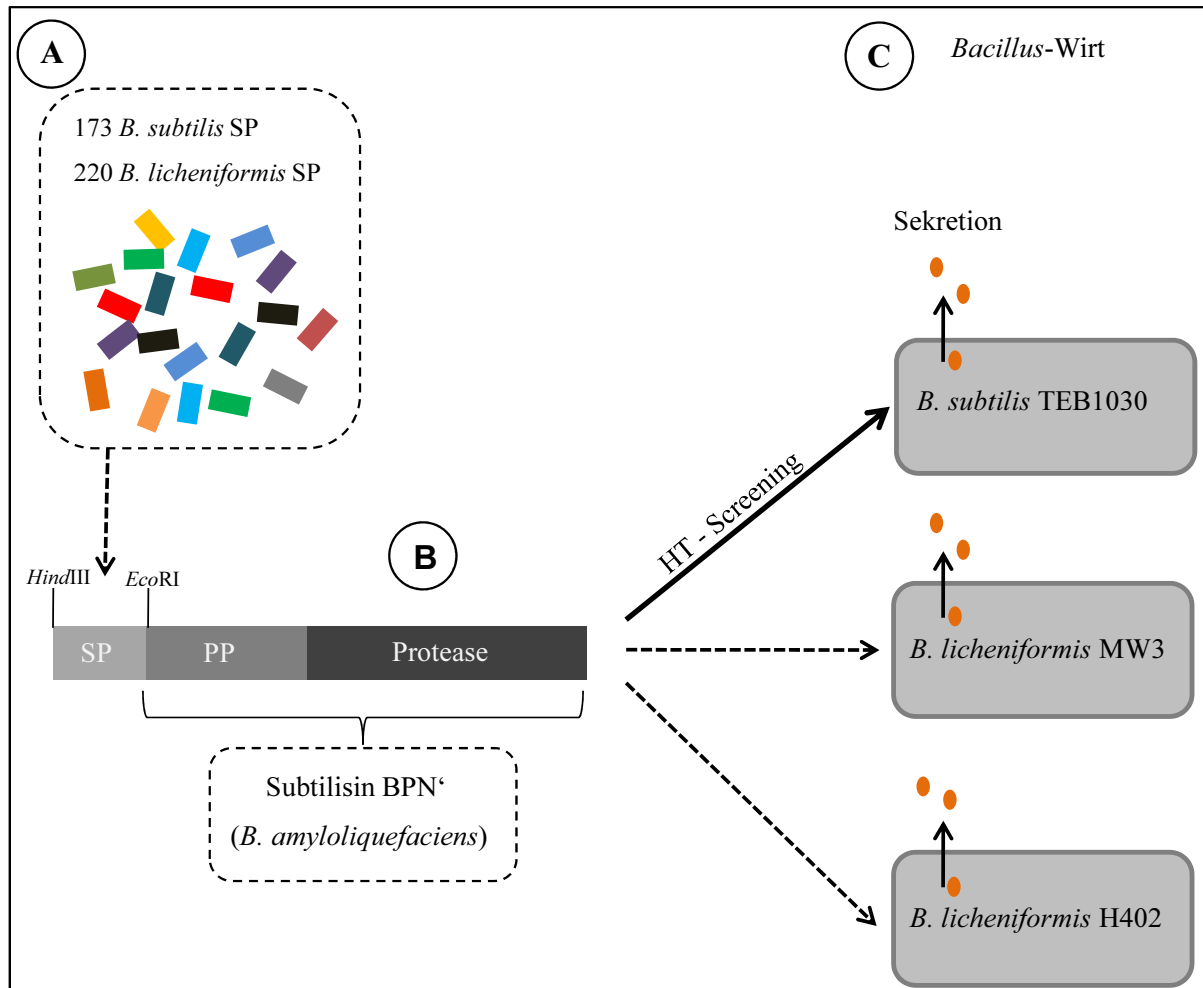 A
173 B. subtilis SP
220 B. licheniformis SP
HindIII
EcoRI
B
SP
PP
Protease
Subtilisin BPN‘
(B. amyloliquefaciens)
HT - Screening
C
Bacillus-Wirt
Sekretion
B. subtilis TEB1030
B. licheniformis MW3
B. licheniformis H402